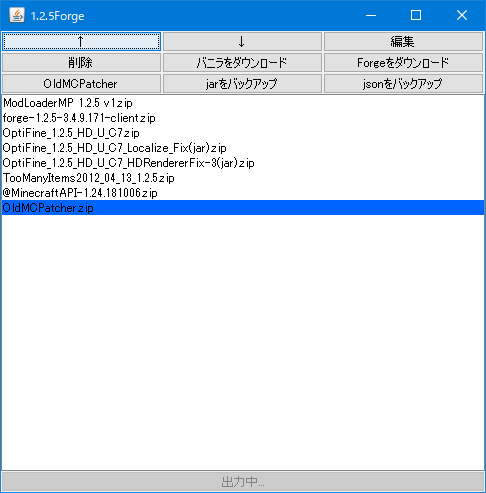 1.2.5Forge
↑ ↓ 編集
削除 バニラをダウンロード Forgeをダウンロード
OldMCPatcher jarをバックアップ jsonをバックアップ
ModLoaderMP 1.2.5 v1.zip
forge-1.2.5-3.4.9.171-client.zip
OptiFine_1.2.5_HD_U_C7.zip
OptiFine_1.2.5_HD_U_C7_Localize_Fix(jar).zip
OptiFine_1.2.5_HD_U_C7_HDRendererFix-3(jar).zip
TooManyItems2012_04_13_1.2.5.zip
@MinecraftAPI-1.24.181006.zip
OldMCPatcher.zip
出力中...